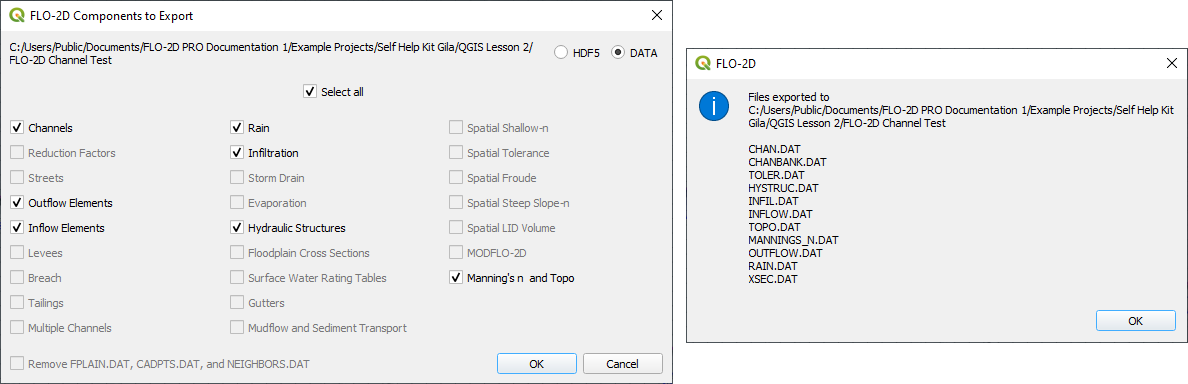 FLO-2D Components to Export
C:/Users/Public/Documents/FLO-2D PRO Documentation 1/Example Projects/Self Help Kit Gila/QGIS Lesson 2/
FLO-2D Channel Test
HDF5
DATA
Select all
Channels
Reduction Factors
Streets
Outflow Elements
Inflow Elements
Levees
Breach
Tailings
Multiple Channels
Rain
Infiltration
Storm Drain
Evaporation
Hydraulic Structures
Floodplain Cross Sections
Surface Water Rating Tables
Gutters
Mudflow and Sediment Transport
Spatial Shallow-n
Spatial Tolerance
Spatial Froude
Spatial Steep Slope-n
Spatial LID Volume
MODFLO-2D
Manning's n and Topo
Remove FPLAIN.DAT, CADPTS.DAT, and NEIGHBORS.DAT
OK
Cancel
FLO-2D
Files exported to
C:/Users/Public/Documents/FLO-2D PRO Documentation 1/Example Projects/Self Help Kit
Gila/QGIS Lesson 2/FLO-2D Channel Test
CHAN.DAT
CHANBANK.DAT
TOLER.DAT
HYSTRUC.DAT
INFIL.DAT
INFLOW.DAT
TOPO.DAT
MANNINGS_N.DAT
OUTFLOW.DAT
RAIN.DAT
XSEC.DAT
OK